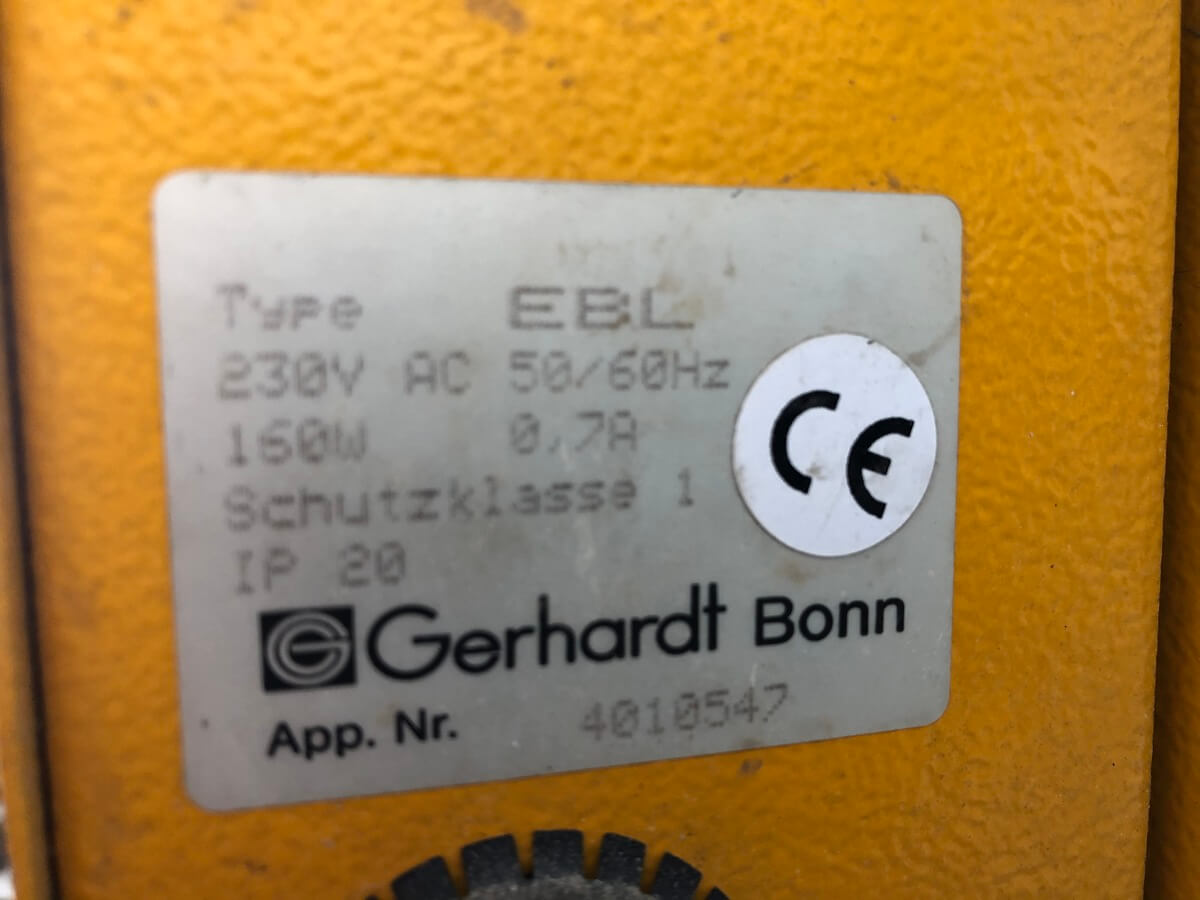 Type EBL
230V AC 50/60Hz
160W 0,7A
Schutzklasse 1
IP 20
CE
Gerhardt Bonn
App. Nr. 4010547